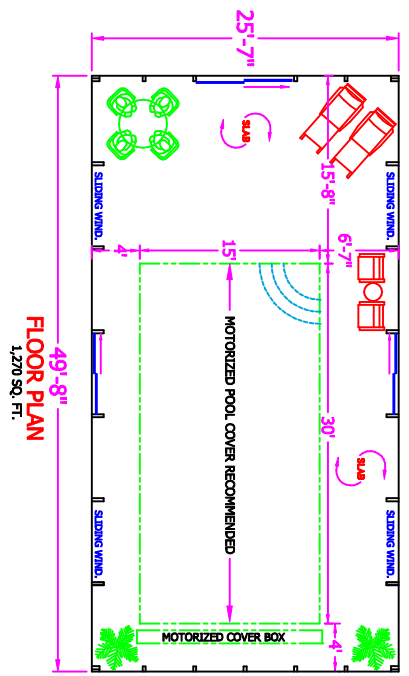 25'-7"
SLAB
15'-8"
SLIDING WIND.
SLIDING WIND.
4'
15'
6'-7"
MOTORIZED POOL COVER RECOMMENDED
30'
49'-8"
FLOOR PLAN
1,270 SQ. FT.
SLAB
SLIDING WIND.
SLIDING WIND.
MOTORIZED COVER BOX
4'